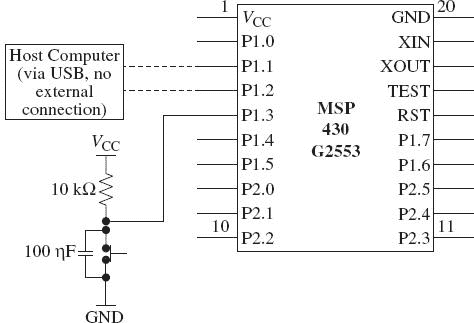 1
20
VCC
GND
P1.0
XIN
Host Computer
(via USB, no
external
connection)
P1.1
XOUT
P1.2
TEST
MSP
430
G2553
P1.3
RST
VCC
P1.4
P1.7
P1.5
P1.6
10 kΩ
P2.0
P2.5
P2.1
P2.4
10
11
P2.2
P2.3
100 ηF
GND